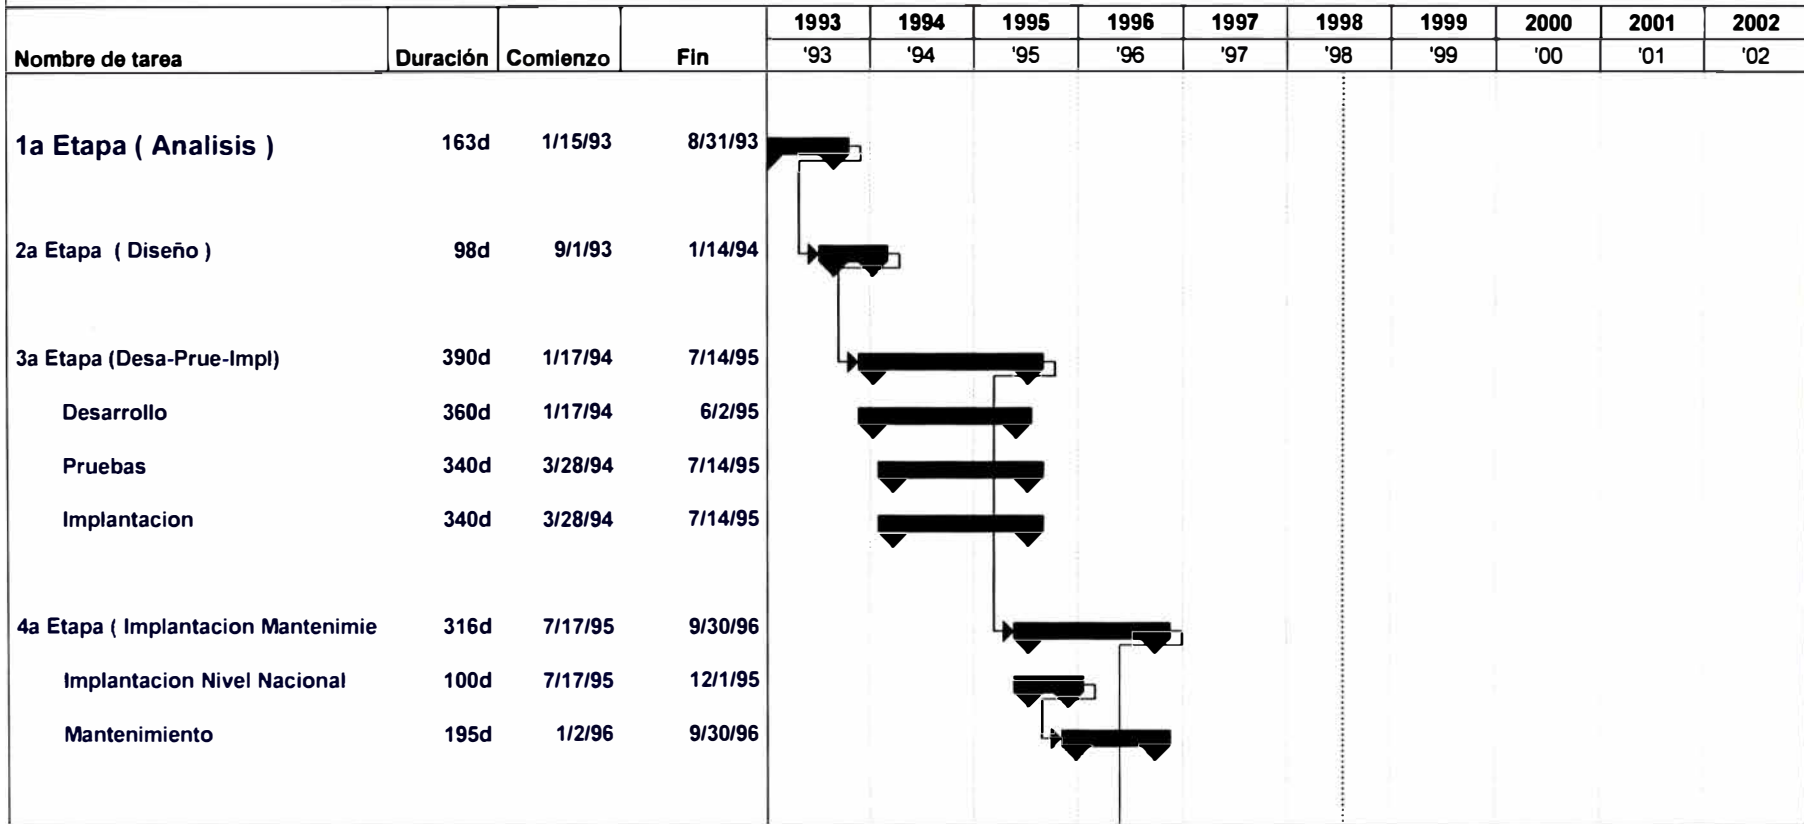 1993 1994 1995 1996 1997 1998 1999 2000 2001 2002
Nombre de tarea Duración Comienzo Fin '93 '94 '95 '96 '97 '98 '99 '00 '01 '02
1a Etapa ( Analisis ) 163d 1/15/93 8/31/93
2a Etapa ( Diseño ) 98d 9/1/93 1/14/94
3a Etapa (Desa-Prue-Impl) 390d 1/17/94 7/14/95
Desarrollo 360d 1/17/94 6/2/95
Pruebas 340d 3/28/94 7/14/95
Implantacion 340d 3/28/94 7/14/95
4a Etapa ( Implantacion Mantenimie 316d 7/17/95 9/30/96
Implantacion Nivel Nacional 100d 7/17/95 12/1/95
Mantenimiento 195d 1/2/96 9/30/96